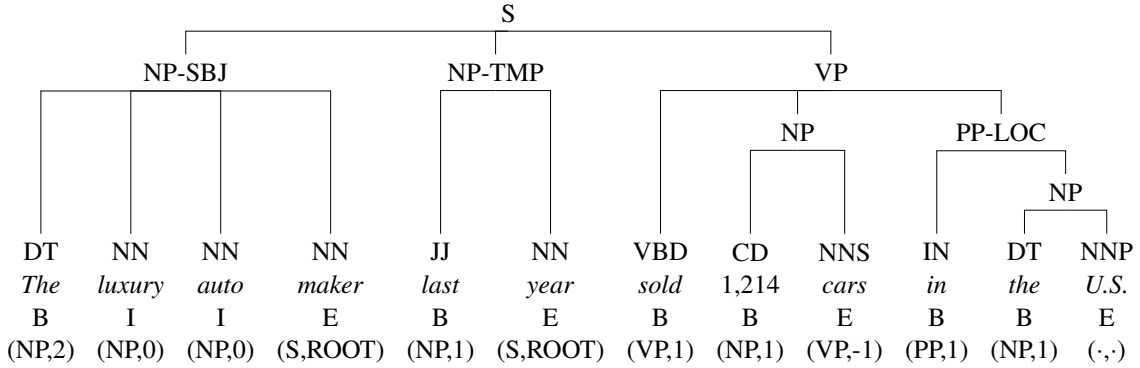 S
NP-SBJ NP-TMP VP
NP PP-LOC
NP
DT NN NN NN JJ NN VBD CD NNS IN DT NNP
The luxury auto maker last year sold 1,214 cars in the U.S.
B I I E B E B B E B B E
(NP,2) (NP,0) (NP,0) (S,ROOT) (NP,1) (S,ROOT) (VP,1) (NP,1) (VP,-1) (PP,1) (NP,1) (·,·)